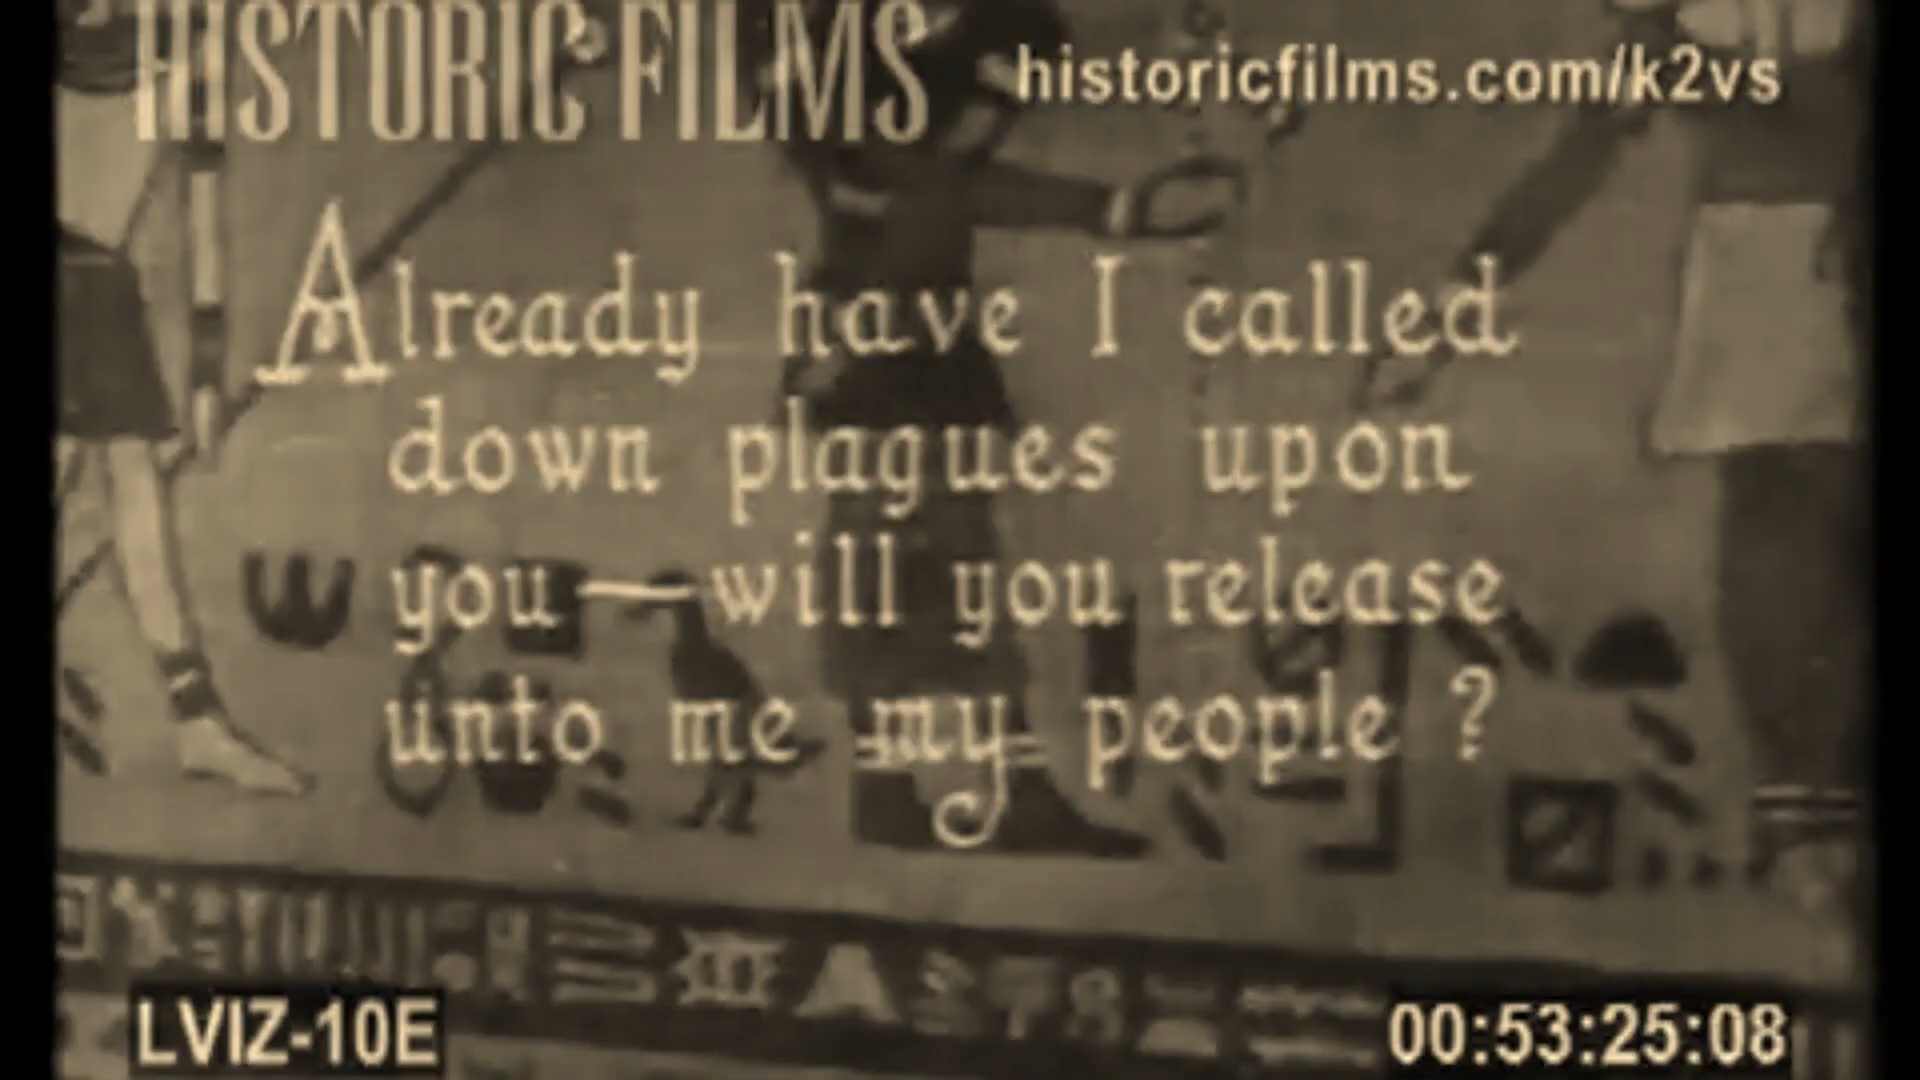 HISTORIC FILMS
historicfilms.com/k2vs
Already have I called
down plagues upon
you—will you release
unto me my people?
LVIZ-10E
00:53:25:08